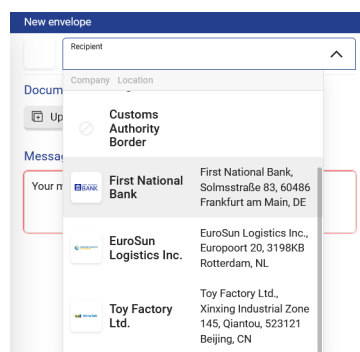 New envelope
Recipient
Company Location
Docum
Up
Customs
Authority
Border
Messa
Your m
BANK
First National
Bank
First National Bank,
Solmsstraße 83, 60486
Frankfurt am Main, DE
EuroSun
Logistics Inc.
EuroSun Logistics Inc.,
Europoort 20, 3198KB
Rotterdam, NL
Toy Factory
Ltd.
Toy Factory Ltd.,
Xinxing Industrial Zone
145, Qiantou, 523121
Beijing, CN